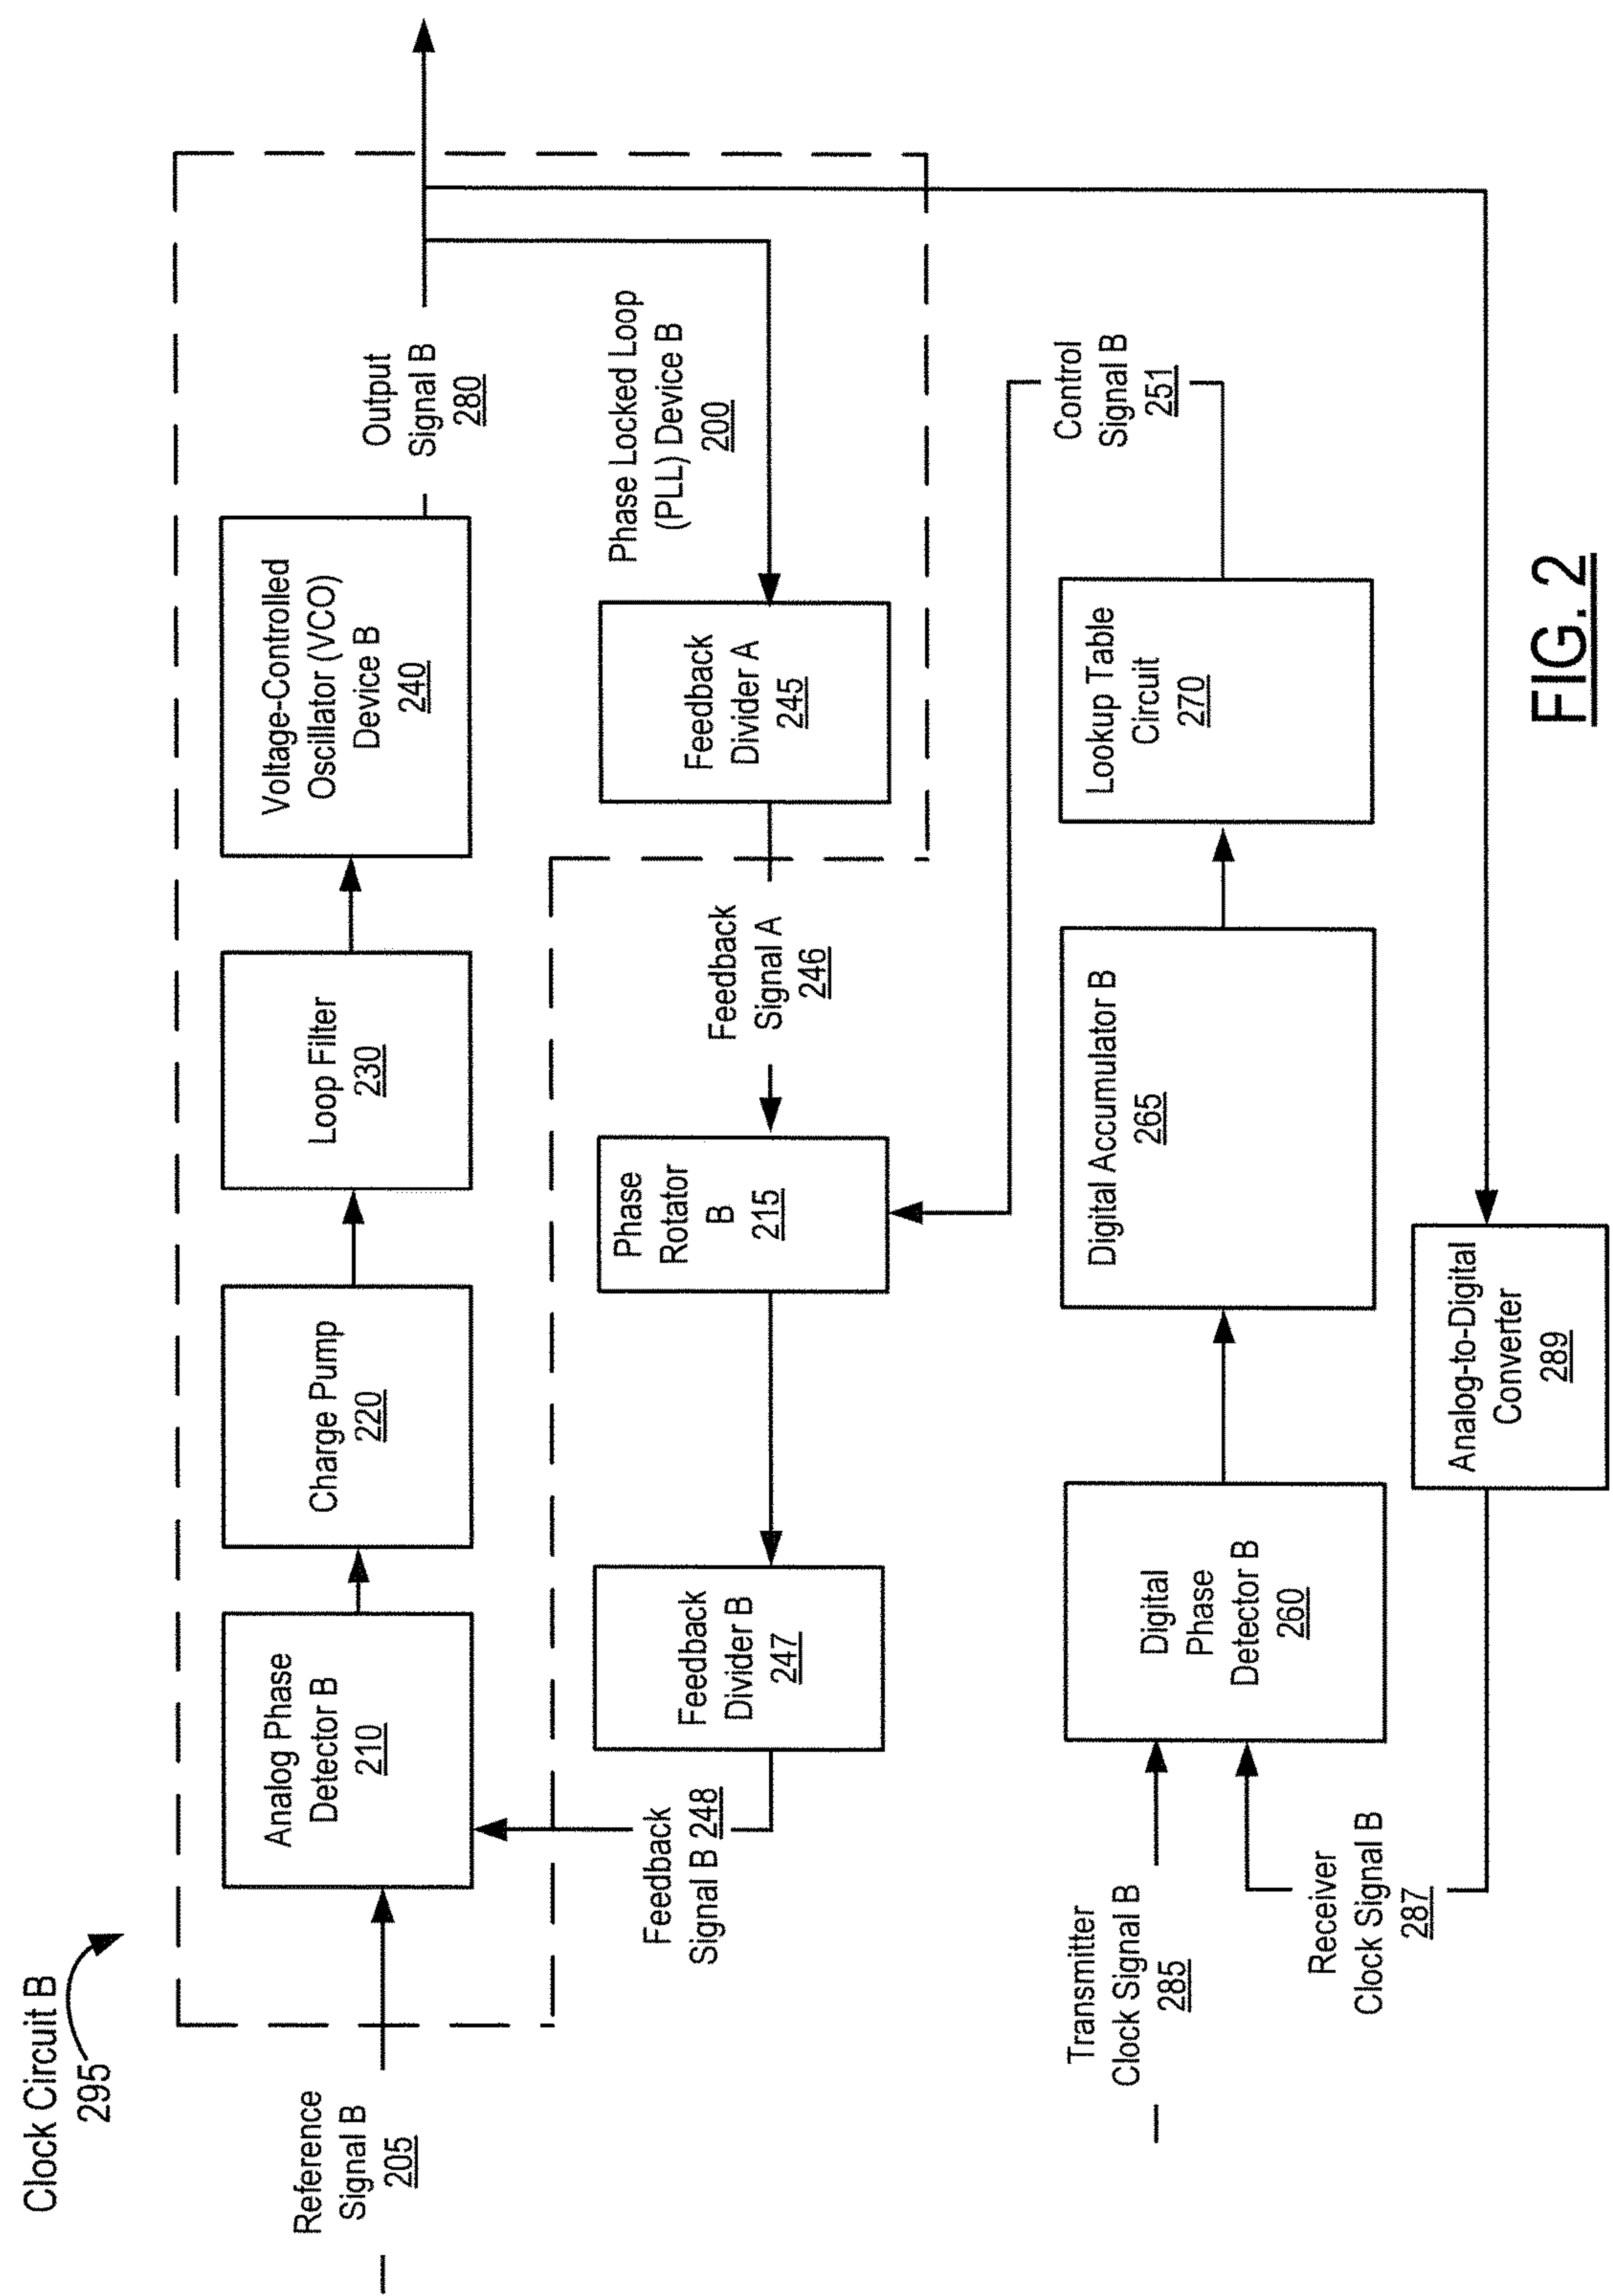 Clock Circuit B
295
Reference
Signal B
205
Analog Phase
Detector B
210
Charge Pump
220
Loop Filter
230
Voltage-Controlled
Oscillator (VCO)
Device B
240
Output
Signal B
280
Feedback
Signal B 248
Feedback
Divider B
247
Phase
Rotator
B
215
Feedback
Signal A
246
Feedback
Divider A
245
Phase Locked Loop
(PLL) Device B
200
Transmitter
Clock Signal B
285
Receiver
Clock Signal B
287
Digital
Phase
Detector B
260
Digital Accumulator B
265
Lookup Table
Circuit
270
Control
Signal B
251
Analog-to-Digital
Converter
289
FIG. 2